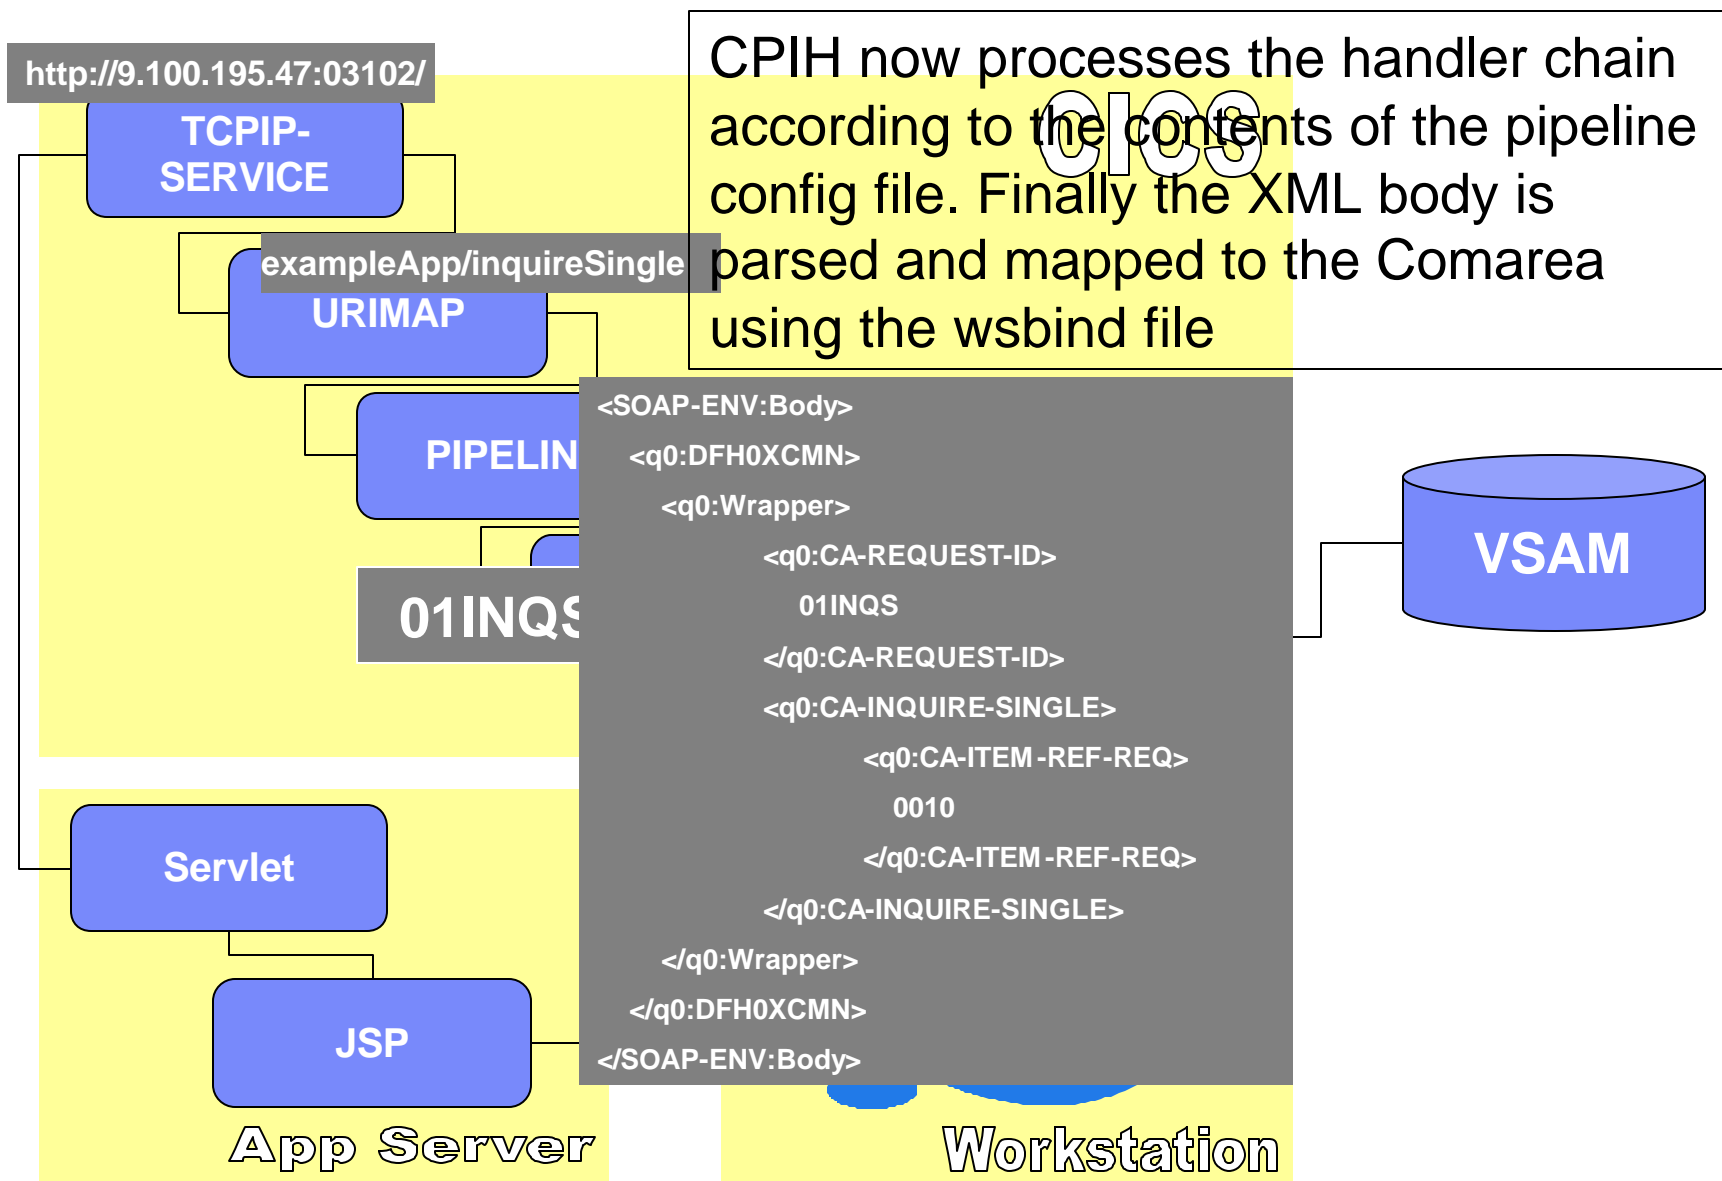 http://9.100.195.47:03102/
CPIH now processes the handler chain
according to the contents of the pipeline
config file. Finally the XML body is
parsed and mapped to the Comarea
using the wsbind file
CICS
TCPIP-
SERVICE
exampleApp/inquireSingle
URIMAP
PIPELIN
01INQS
<SOAP-ENV:Body>
<q0:DFH0XCMN>
<q0:Wrapper>
<q0:CA-REQUEST-ID>
01INQS
</q0:CA-REQUEST-ID>
<q0:CA-INQUIRE-SINGLE>
<q0:CA-ITEM-REF-REQ>
0010
</q0:CA-ITEM-REF-REQ>
</q0:CA-INQUIRE-SINGLE>
</q0:Wrapper>
</q0:DFH0XCMN>
</SOAP-ENV:Body>
VSAM
Servlet
JSP
App Server
Workstation